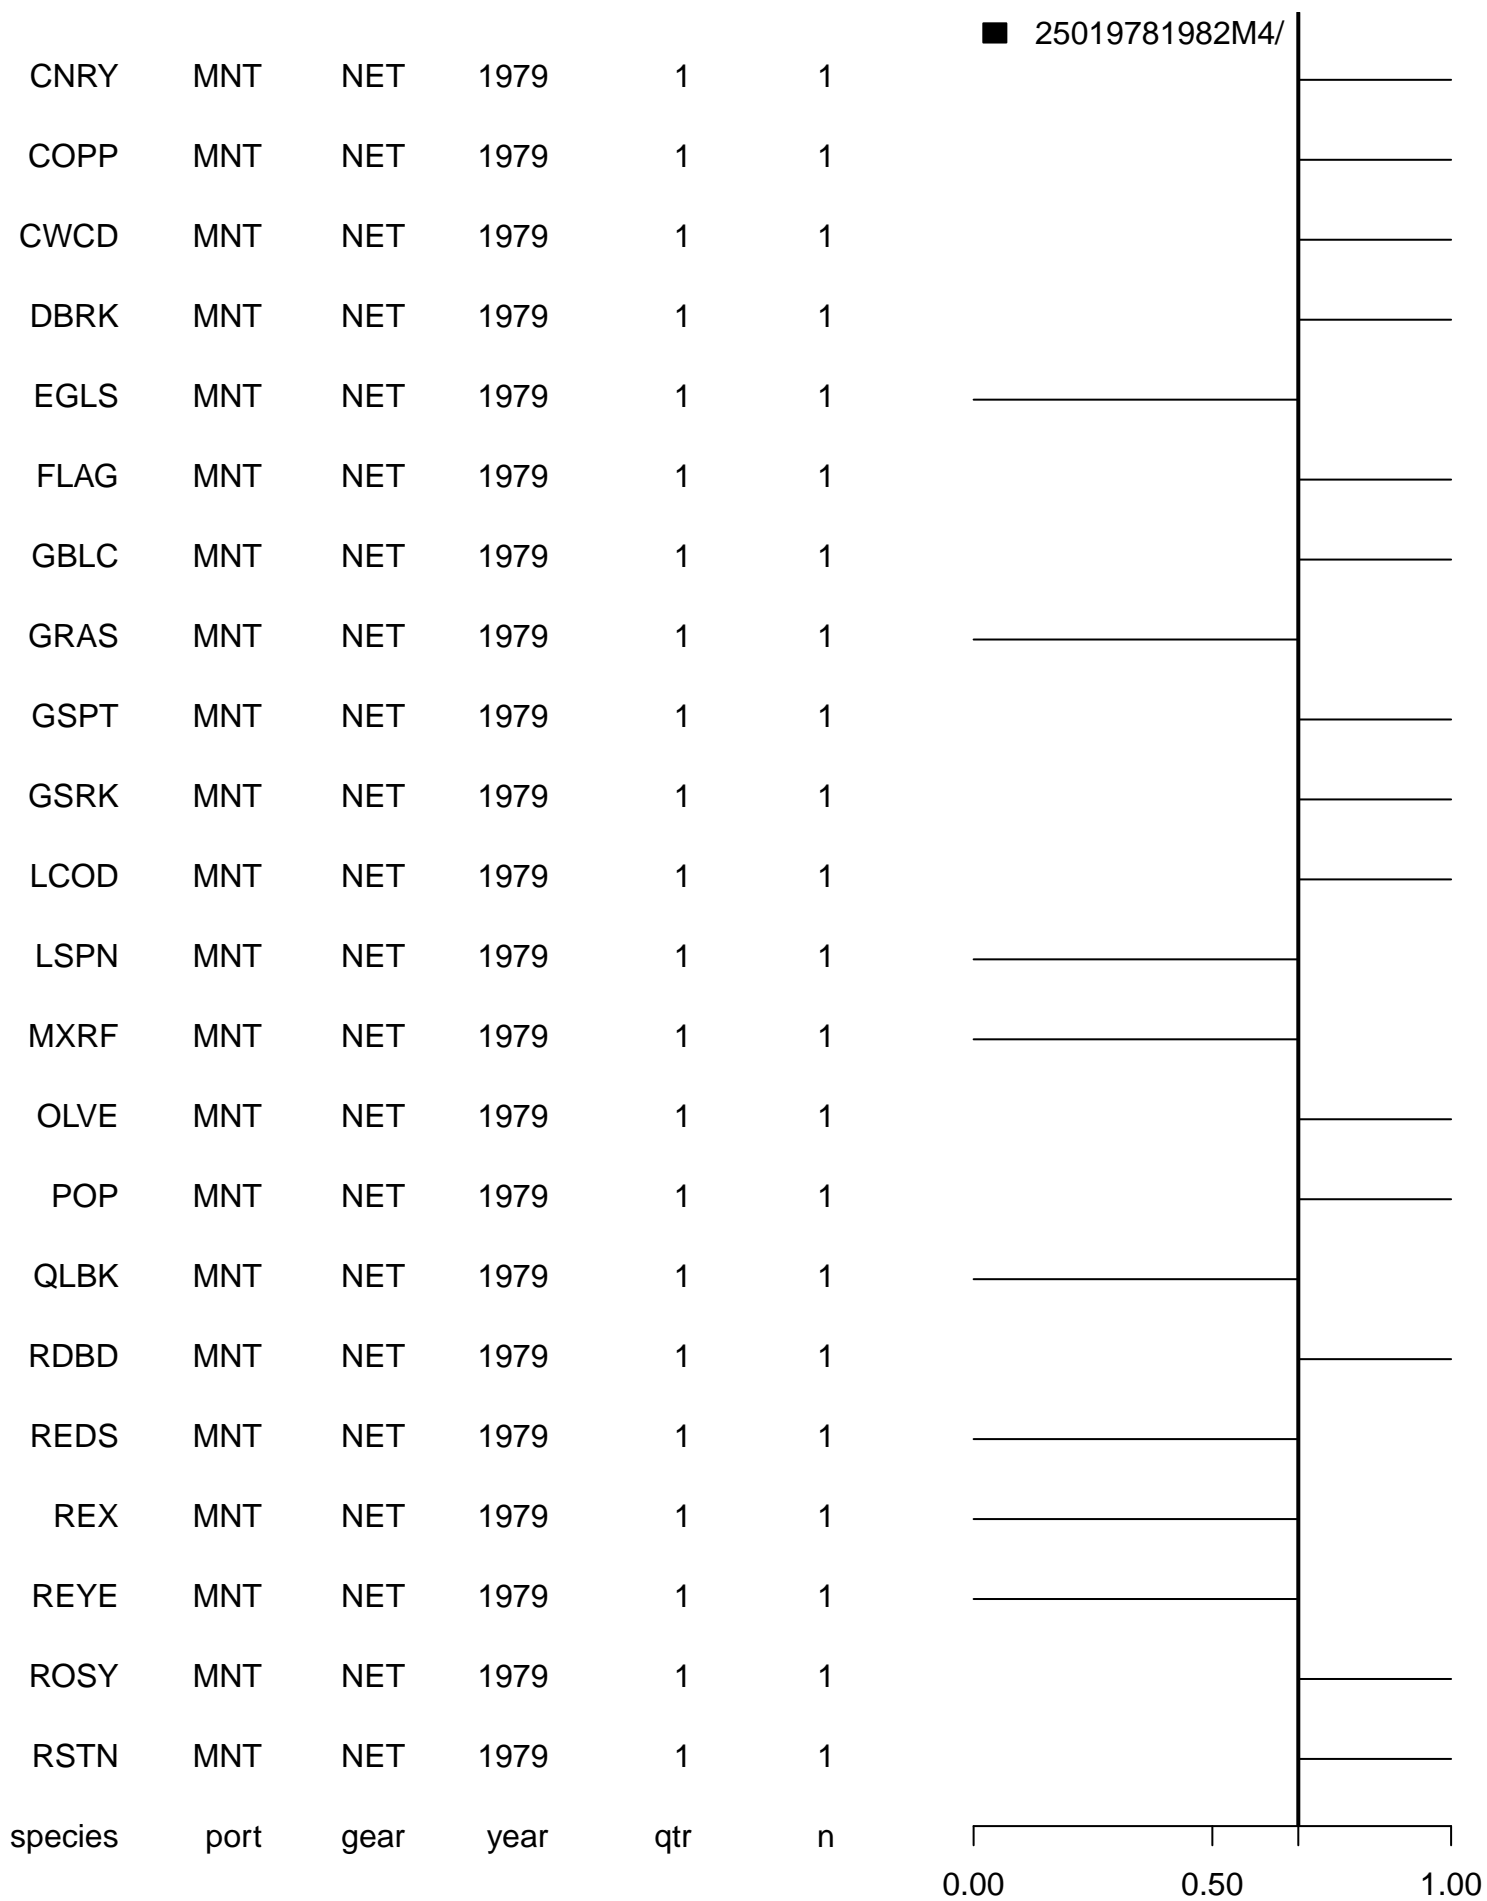 25019781982M4/
CNRY MNT NET 1979 1 1
COPP MNT NET 1979 1 1
CWCD MNT NET 1979 1 1
DBRK MNT NET 1979 1 1
EGLS MNT NET 1979 1 1
FLAG MNT NET 1979 1 1
GBLC MNT NET 1979 1 1
GRAS MNT NET 1979 1 1
GSPT MNT NET 1979 1 1
GSRK MNT NET 1979 1 1
LCOD MNT NET 1979 1 1
LSPN MNT NET 1979 1 1
MXRF MNT NET 1979 1 1
OLVE MNT NET 1979 1 1
POP MNT NET 1979 1 1
QLBK MNT NET 1979 1 1
RDBD MNT NET 1979 1 1
REDS MNT NET 1979 1 1
REX MNT NET 1979 1 1
REYE MNT NET 1979 1 1
ROSY MNT NET 1979 1 1
RSTN MNT NET 1979 1 1
species port gear year qtr n
0.00 0.50 1.00